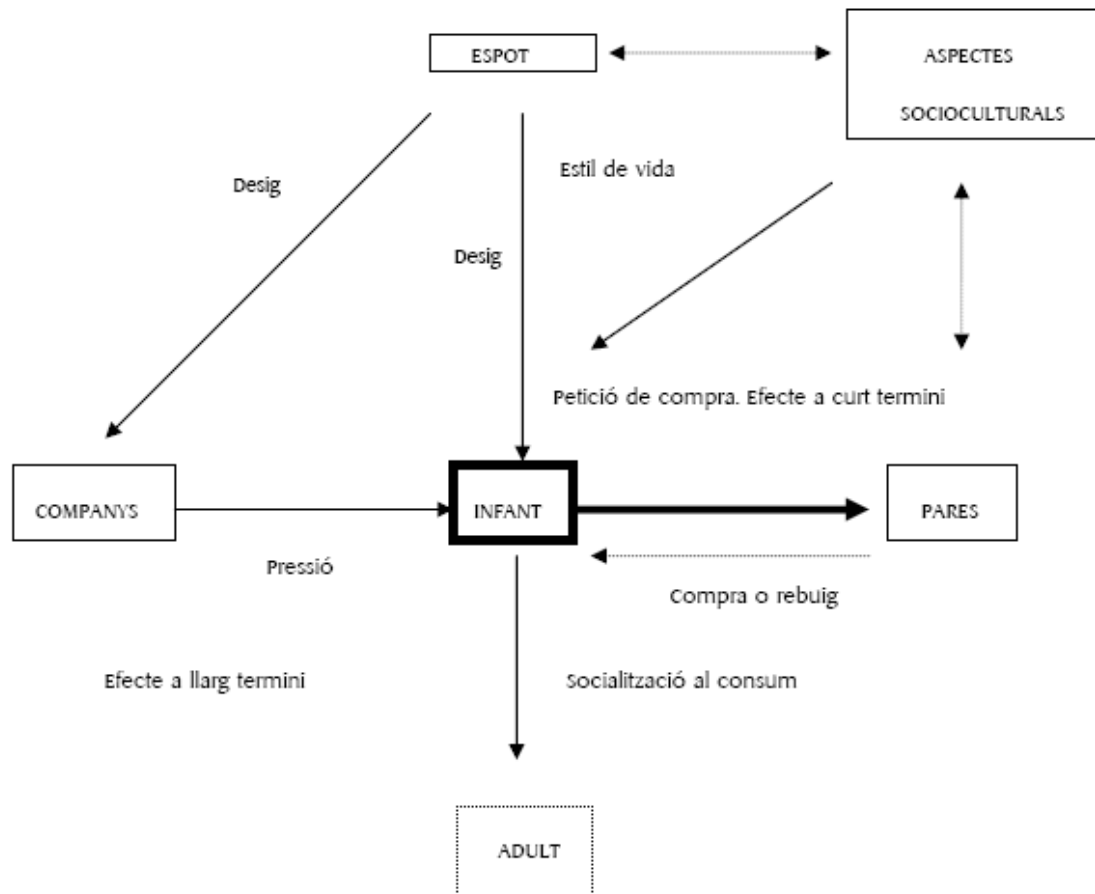 ESPOT
ASPECTES
SOCIOCULTURALS
Estil de vida
Desig
Desig
Petició de compra. Efecte a curt termini
COMPANYS
INFANT
PARES
Pressió
Compra o rebuig
Efecte a llarg termini
Socialització al consum
ADULT